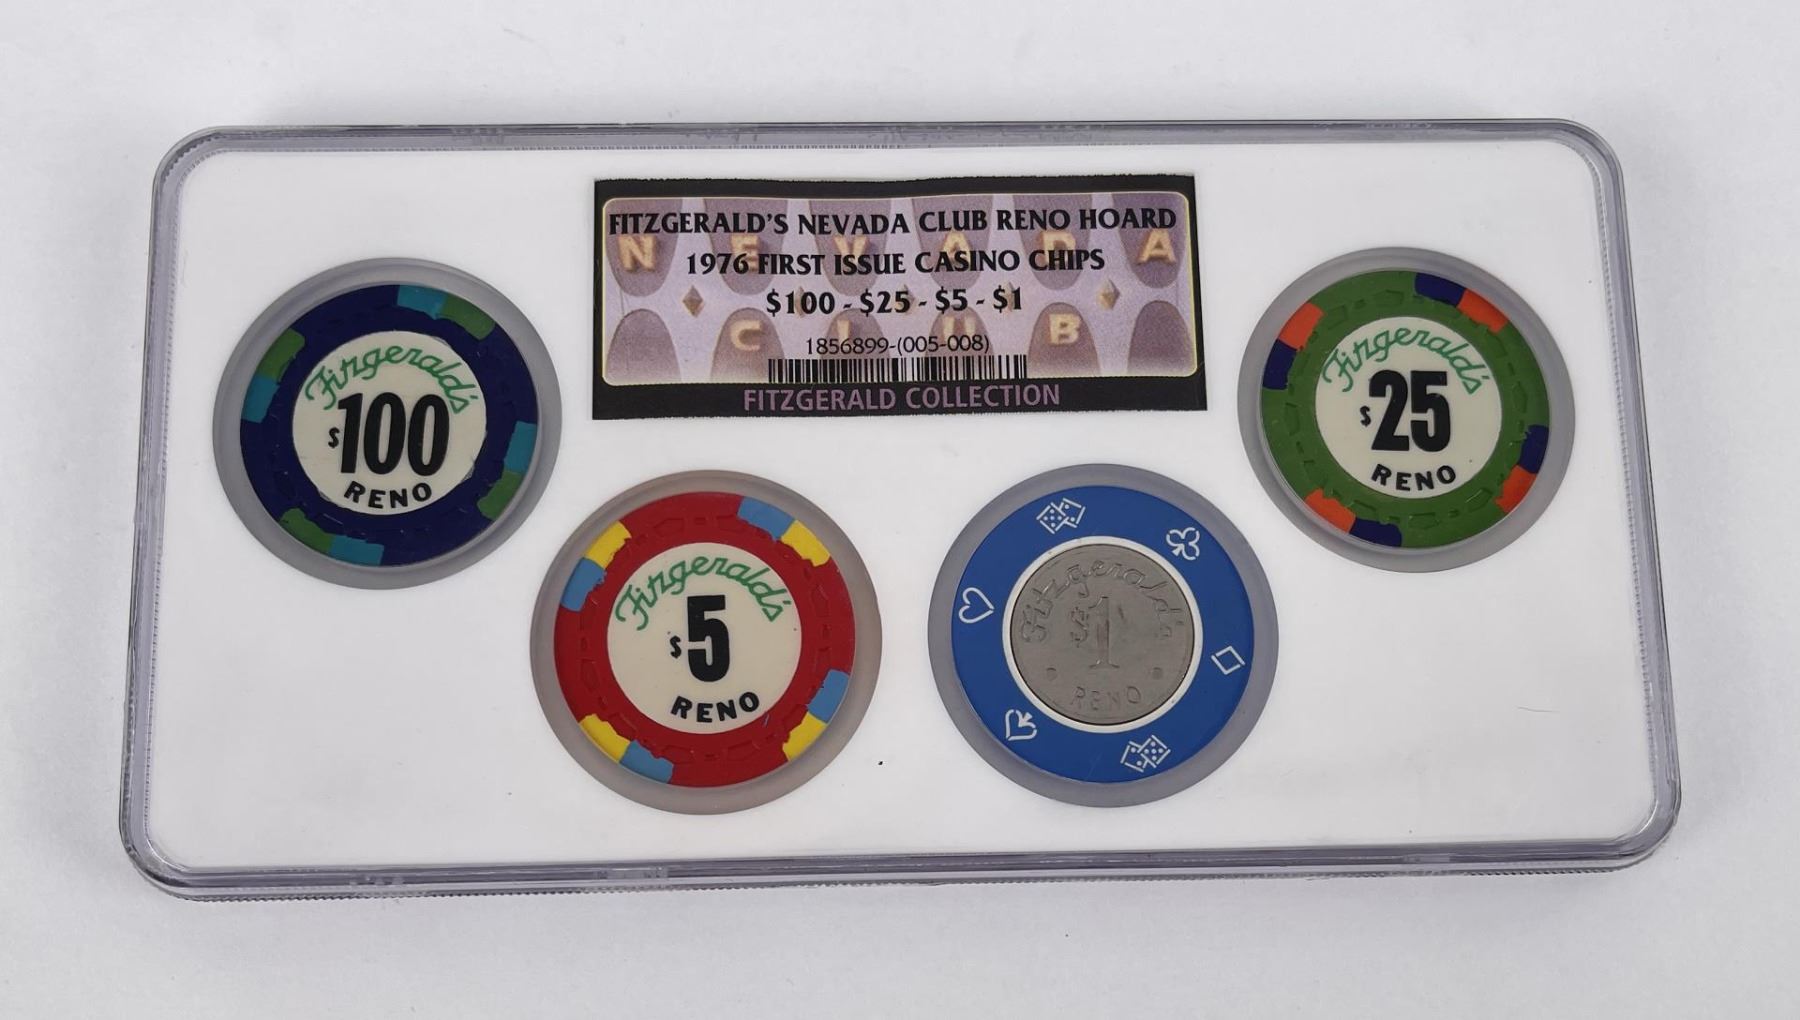 FITZGERALD'S NEVADA CLUB RENO HOARD
1976 FIRST ISSUE CASINO CHIPS
$100 - $25 - $5 - $1
1856899-(005-008)
NEVADA
CLUB
FITZGERALD COLLECTION
Fitzgerald's
$100
RENO
Fitzgerald's
$5
RENO
Fitzgerald's
$1
RENO
Fitzgerald's
$25
RENO